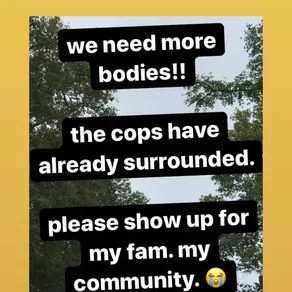 we need more
bodies!!
the cops have
already surrounded.
please show up for
my fam. my
community. 😭